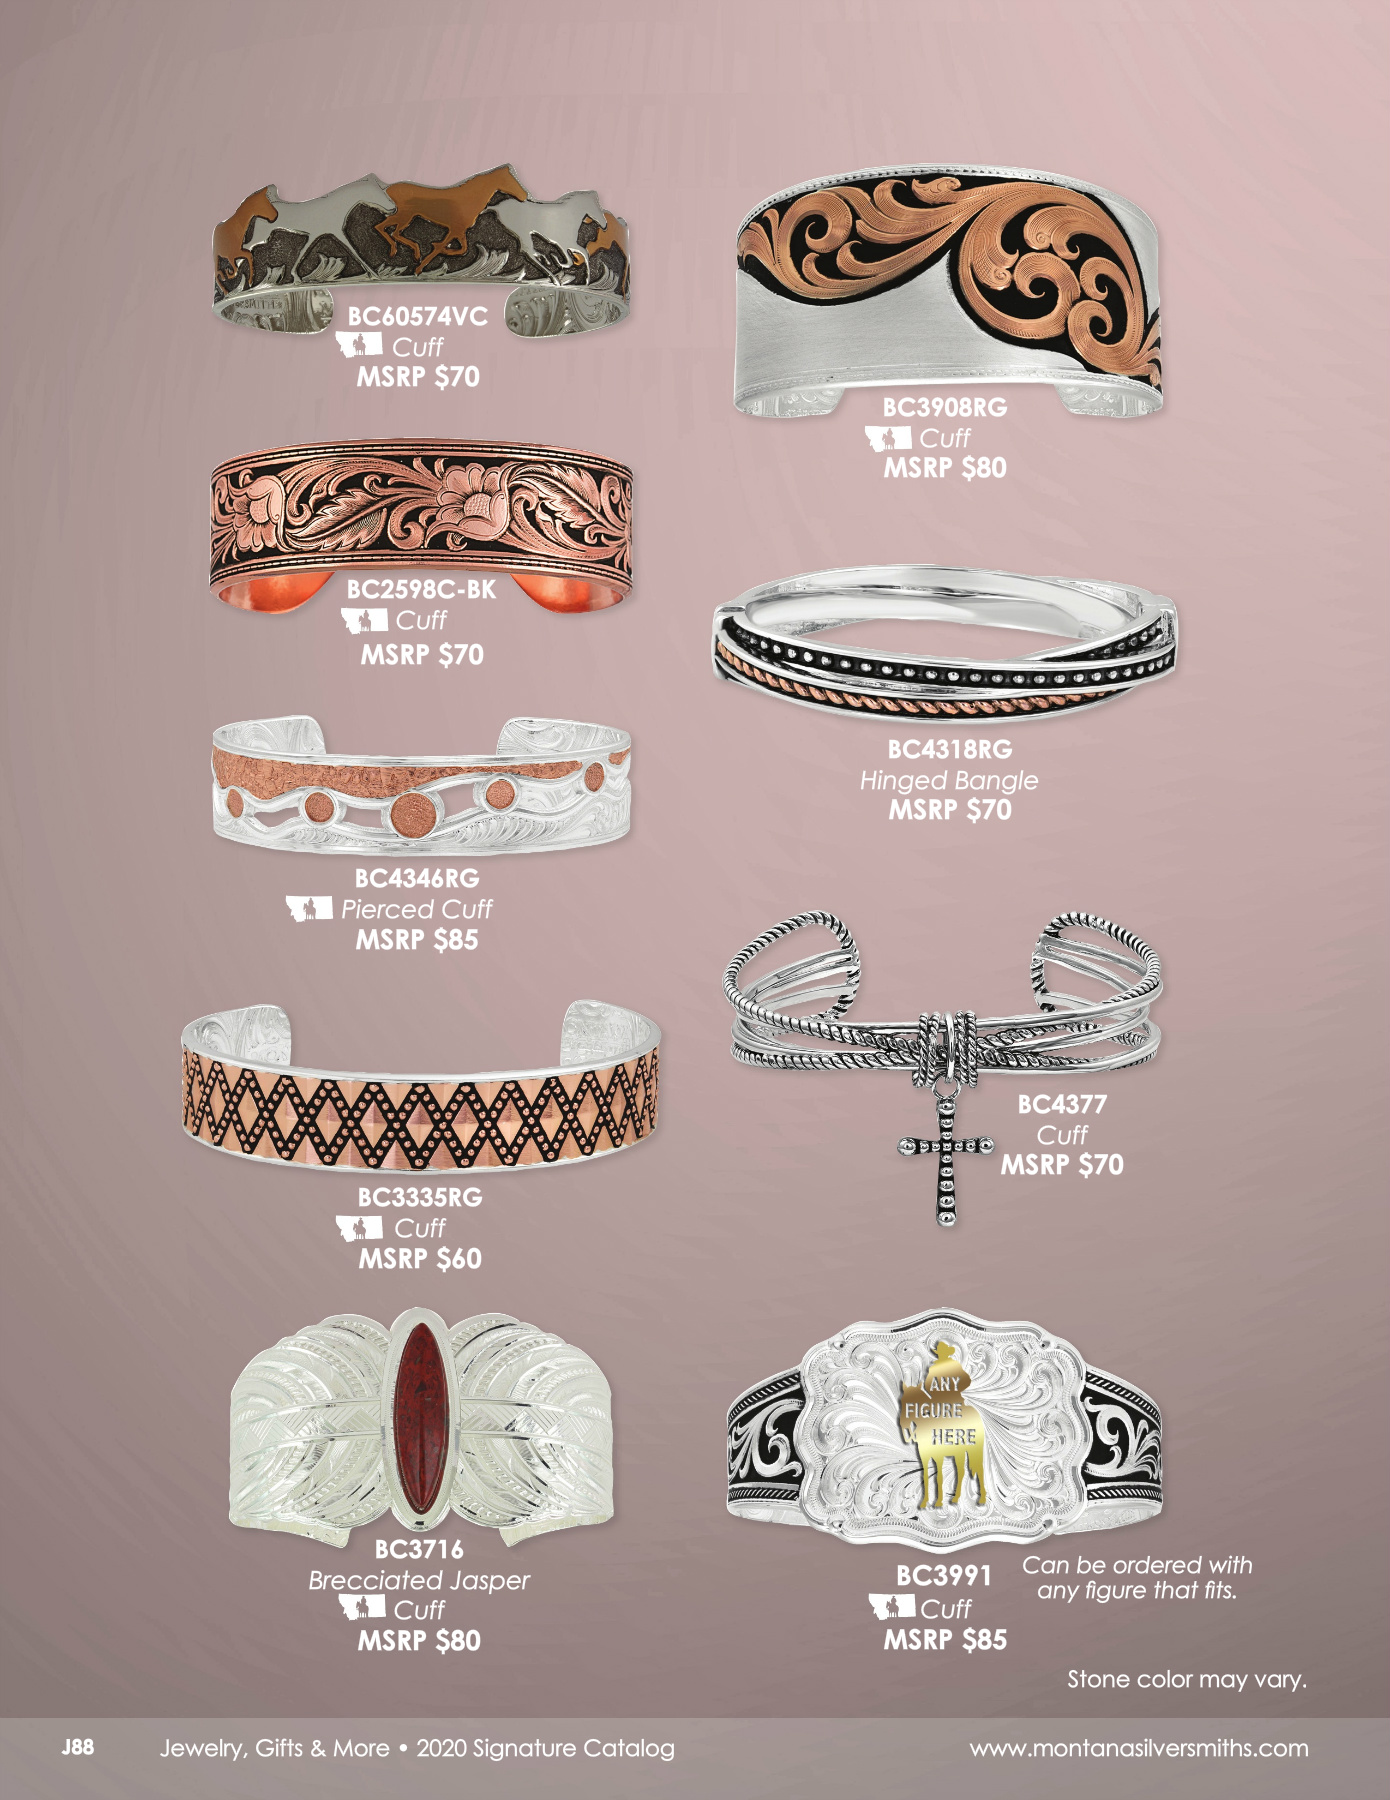 BC60574VC
Cuff
MSRP $70
BC3908RG
Cuff
MSRP $80
BC2598C-BK
Cuff
MSRP $70
BC4318RG
Hinged Bangle
MSRP $70
BC4346RG
Pierced Cuff
MSRP $85
BC4377
Cuff
MSRP $70
BC3335RG
Cuff
MSRP $60
ANY
FIGURE
HERE
BC3716
Brecciated Jasper
Cuff
MSRP $80
BC3991
Cuff
MSRP $85
Can be ordered with
any figure that fits.
Stone color may vary.
J88
Jewelry, Gifts & More • 2020 Signature Catalog
www.montanasilversmiths.com